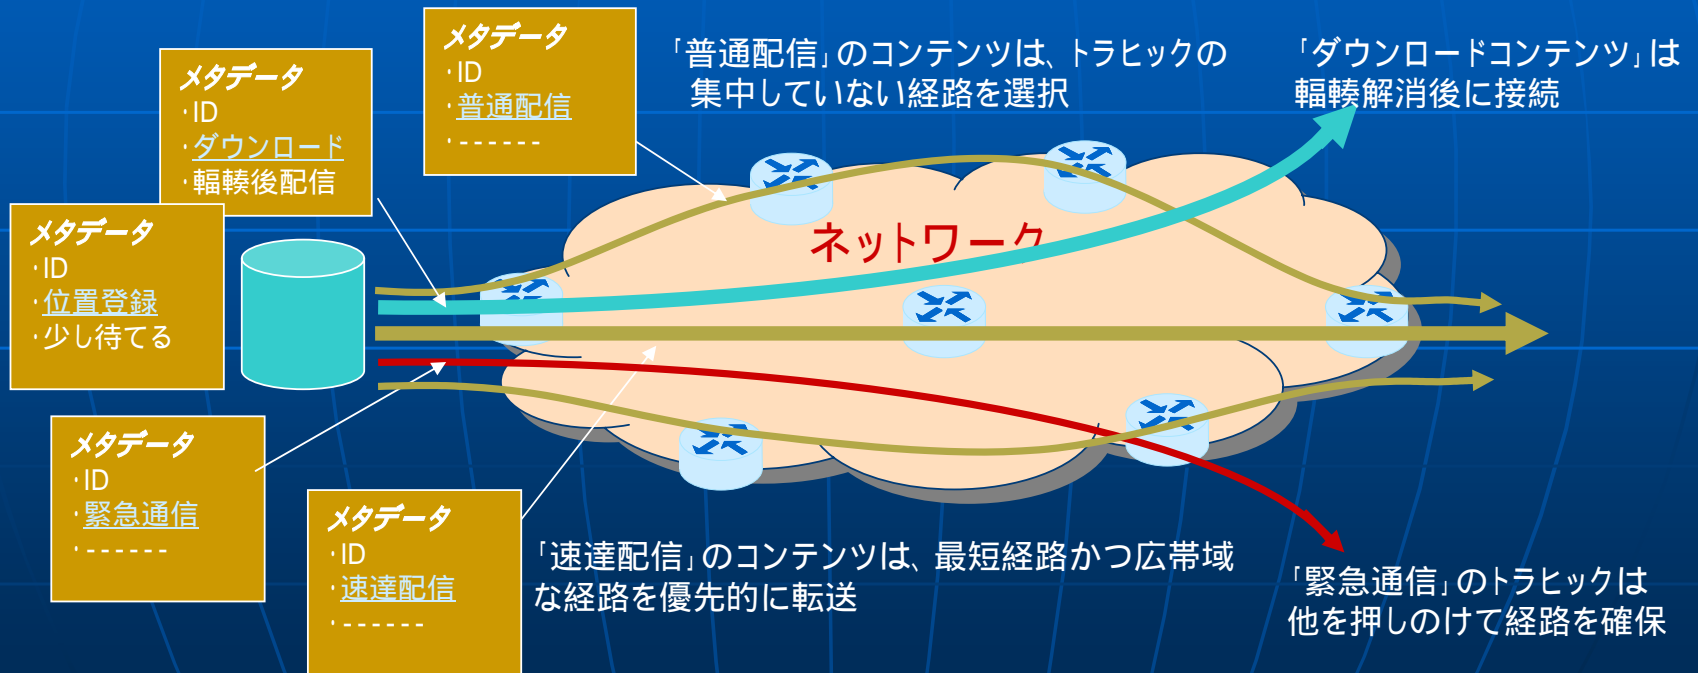 メタデータ
・ID
・普通配信
・------
「普通配信」のコンテンツは、トラヒックの
集中していない経路を選択
「ダウンロードコンテンツ」は
輻輳解消後に接続
メタデータ
・ID
・ダウンロード
・輻輳後配信
メタデータ
・ID
・位置登録
・少し待てる
ネットワーク
メタデータ
・ID
・緊急通信
・------
メタデータ
・ID
・速達配信
・------
「速達配信」のコンテンツは、最短経路かつ広帯域
な経路を優先的に転送
「緊急通信」のトラヒックは
他を押しのけて経路を確保